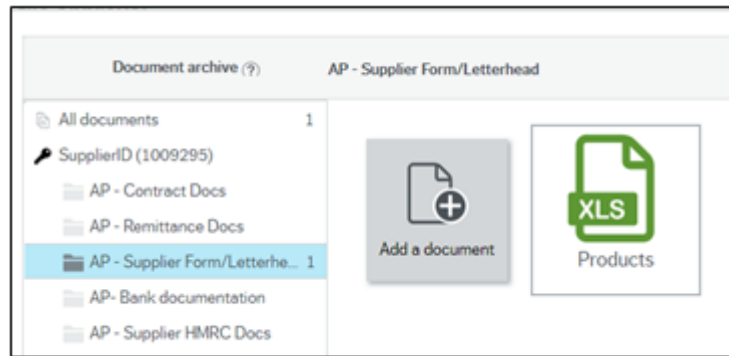 Document archive (?)
AP - Supplier Form/Letterhead
All documents 1
SupplierID (1009295)
AP - Contract Docs
AP - Remittance Docs
AP - Supplier Form/Letterhe... 1
AP- Bank documentation
AP - Supplier HMRC Docs
Add a document
XLS
Products